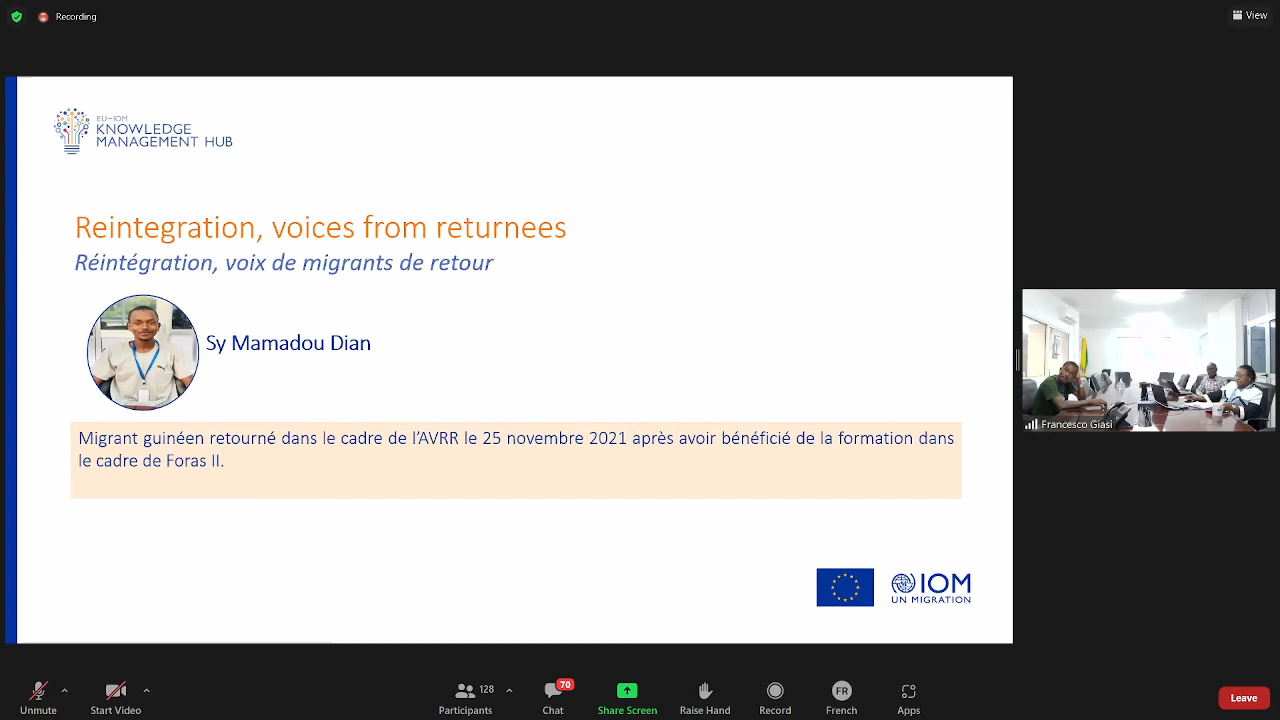 Recording
View
EU-IOM
KNOWLEDGE
MANAGEMENT HUB
Reintegration, voices from returnees
Réintégration, voix de migrants de retour
Sy Mamadou Dian
Migrant guinéen retourné dans le cadre de l'AVRR le 25 novembre 2021 après avoir bénéficié de la formation dans
le cadre de Foras II.
Francesco Giasi
IOM
UN MIGRATION
Unmute
Start Video
128
Participants
70
Chat
Share Screen
Raise Hand
Record
FR
French
Apps
Leave